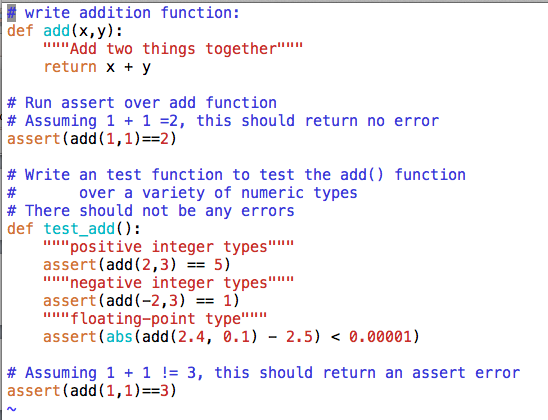 # write addition function:
def add(x,y):
    """Add two things together"""
    return x + y

# Run assert over add function
# Assuming 1 + 1 =2, this should return no error
assert(add(1,1)==2)

# Write an test function to test the add() function
#       over a variety of numeric types
# There should not be any errors
def test_add():
    """positive integer types"""
    assert(add(2,3) == 5)
    """negative integer types"""
    assert(add(-2,3) == 1)
    """floating-point type"""
    assert(abs(add(2.4, 0.1) - 2.5) < 0.00001)

# Assuming 1 + 1 != 3, this should return an assert error
assert(add(1,1)==3)
~